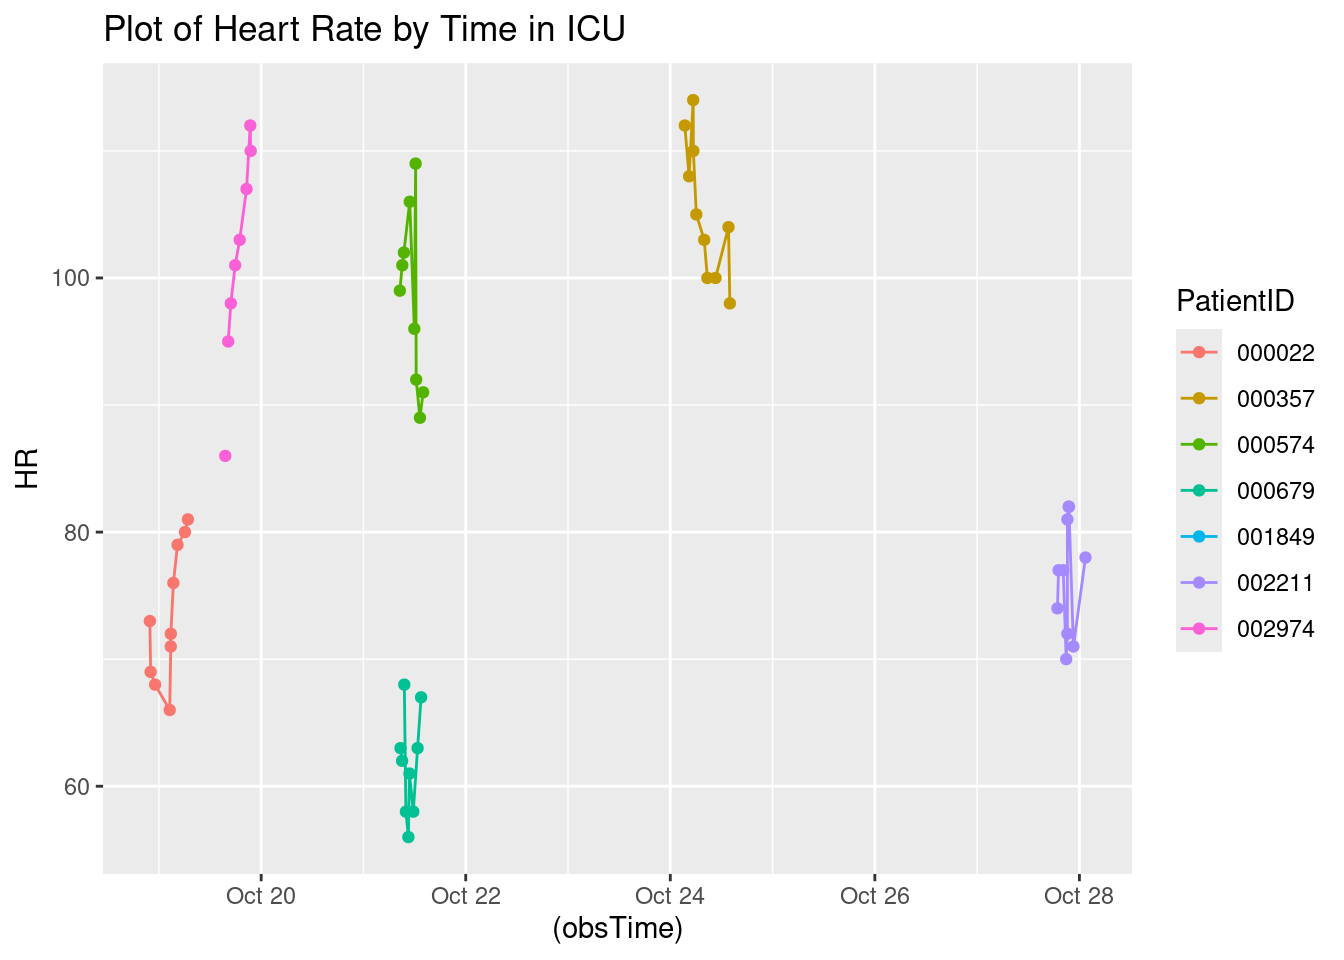 Plot of Heart Rate by Time in ICU
HR
100
80
60
Oct 20
Oct 22
Oct 24
Oct 26
Oct 28
(obsTime)
PatientID
000022
000357
000574
000679
001849
002211
002974